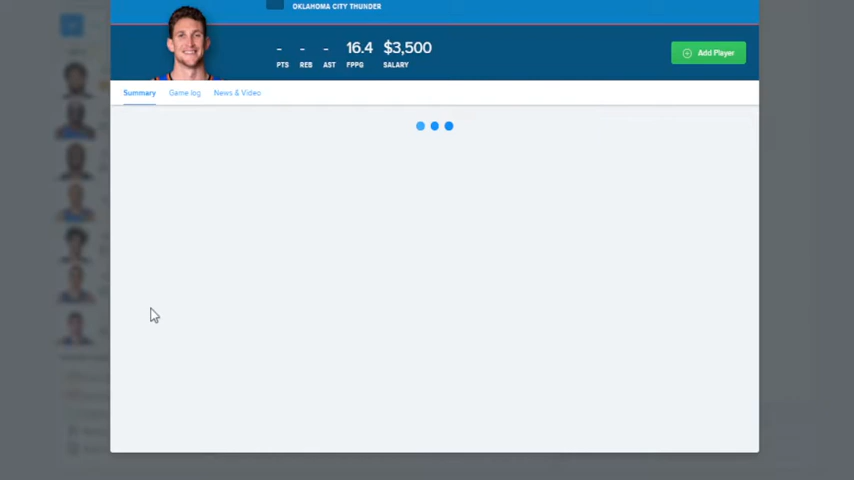 OKLAHOMA CITY THUNDER
- - - 16.4 $3,500
PTS REB AST FPPG SALARY
Add Player
Summary Game log News & Video